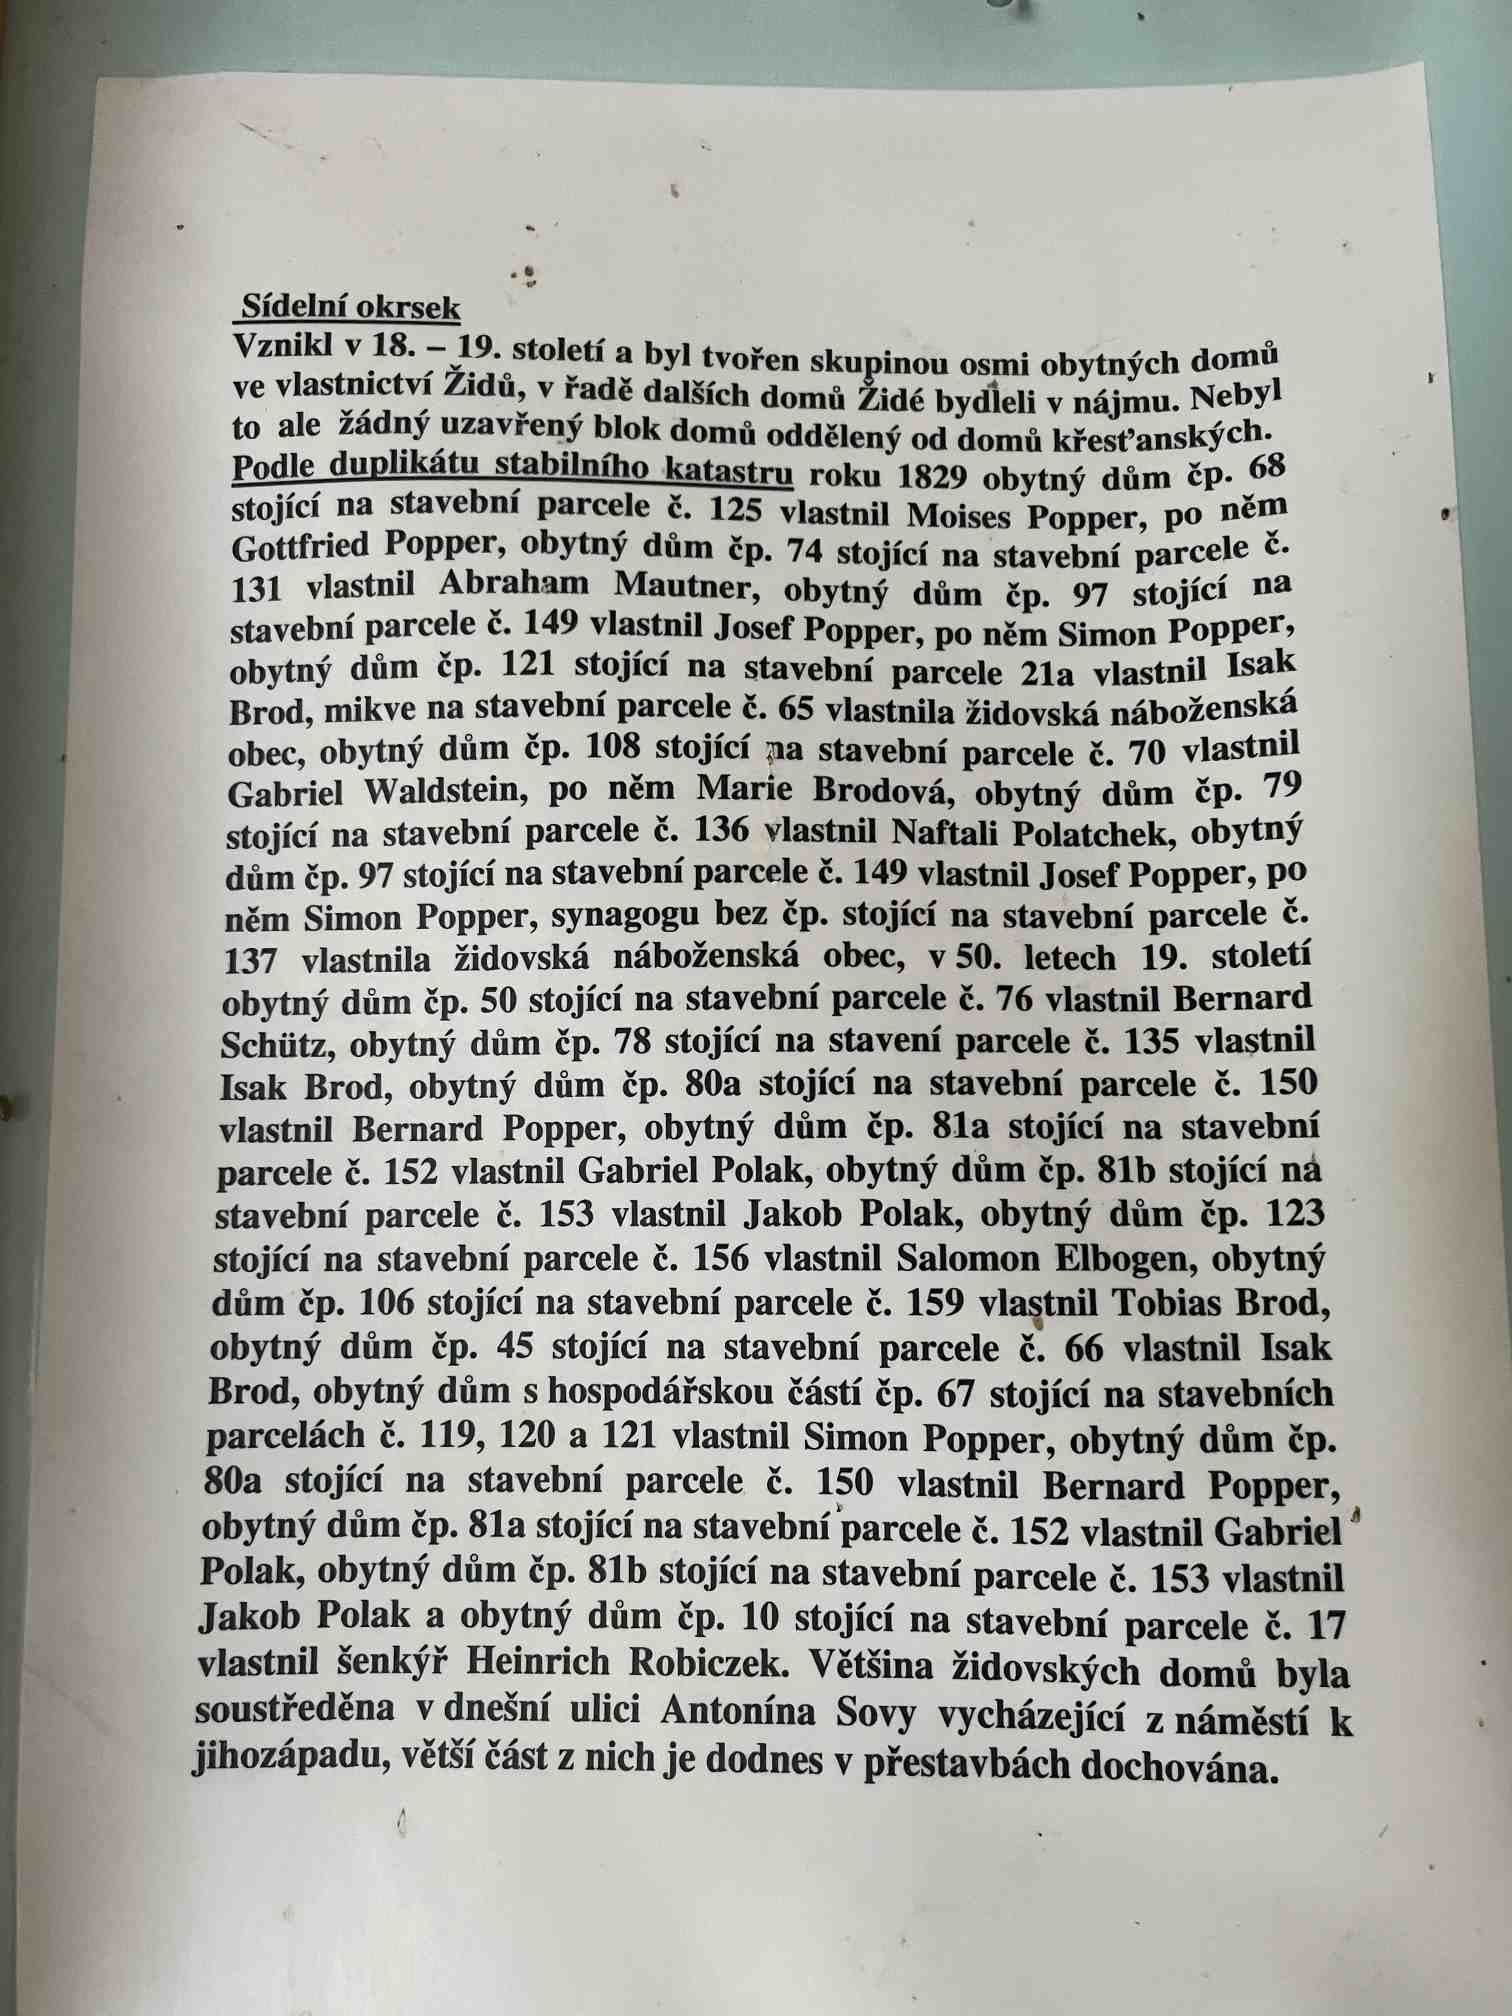 Sídelní okrsek
Vznikl v 18. – 19. století a byl tvořen skupinou osmi obytných domů
ve vlastnictví Židů, v řadě dalších domů Židé bydleli v nájmu. Nebyl
to ale žádný uzavřený blok domů oddělený od domů křesťanských.
Podle duplikátu stabilního katastru roku 1829 obytný dům čp. 68
stojící na stavební parcele č. 125 vlastnil Moises Popper, po něm
Gottfried Popper, obytný dům čp. 74 stojící na stavební parcele č.
131 vlastnil Abraham Mautner, obytný dům čp. 97 stojící na
stavební parcele č. 149 vlastnil Josef Popper, po něm Simon Popper,
obytný dům čp. 121 stojící na stavební parcele 21a vlastnil Isak
Brod, mikve na stavební parcele č. 65 vlastnila židovská náboženská
obec, obytný dům čp. 108 stojící na stavební parcele č. 70 vlastnil
Gabriel Waldstein, po něm Marie Brodová, obytný dům čp. 79
stojící na stavební parcele č. 136 vlastnil Naftali Polatchek, obytný
dům čp. 97 stojící na stavební parcele č. 149 vlastnil Josef Popper, po
něm Simon Popper, synagogu bez čp. stojící na stavební parcele č.
137 vlastnila židovská náboženská obec, v 50. letech 19. století
obytný dům čp. 50 stojící na stavební parcele č. 76 vlastnil Bernard
Schütz, obytný dům čp. 78 stojící na stavení parcele č. 135 vlastnil
Isak Brod, obytný dům čp. 80a stojící na stavební parcele č. 150
vlastnil Bernard Popper, obytný dům čp. 81a stojící na stavební
parcele č. 152 vlastnil Gabriel Polak, obytný dům čp. 81b stojící na
stavební parcele č. 153 vlastnil Jakob Polak, obytný dům čp. 123
stojící na stavební parcele č. 156 vlastnil Salomon Elbogen, obytný
dům čp. 106 stojící na stavební parcele č. 159 vlastnil Tobias Brod,
obytný dům čp. 45 stojící na stavební parcele č. 66 vlastnil Isak
Brod, obytný dům s hospodářskou částí čp. 67 stojící na stavebních
parcelách č. 119, 120 a 121 vlastnil Simon Popper, obytný dům čp.
80a stojící na stavební parcele č. 150 vlastnil Bernard Popper,
obytný dům čp. 81a stojící na stavební parcele č. 152 vlastnil Gabriel
Polak, obytný dům čp. 81b stojící na stavební parcele č. 153 vlastnil
Jakob Polak a obytný dům čp. 10 stojící na stavební parcele č. 17
vlastnil šenkýř Heinrich Robiczek. Většina židovských domů byla
soustředěna v dnešní ulici Antonína Sovy vycházející z náměstí k
jihozápadu, větší část z nich je dodnes v přestavbách dochována.